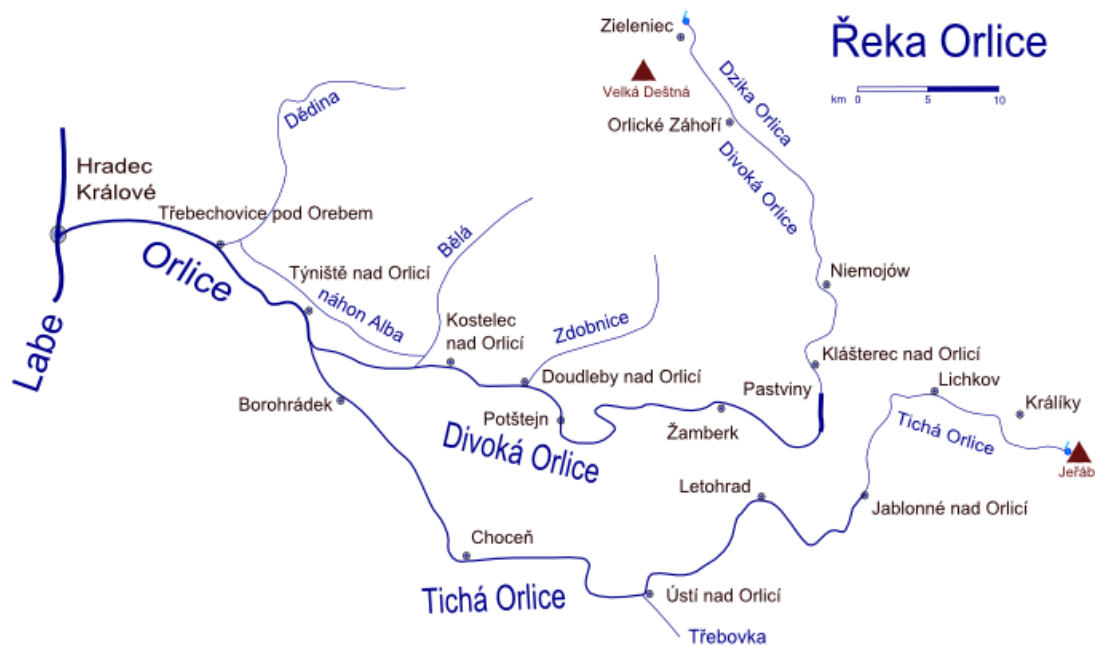 Zieleniec
Řeka Orlice
Velká Deštná
km 0 5 10
Dědina
Dzika Orlica
Orlické Záhoří
Divoká Orlice
Hradec
Králové
Třebechovice pod Orebem
Bělá
Orlice
Týniště nad Orlicí
Niemojów
náhon Alba
Kostelec
nad Orlicí
Zdobnice
Labe
Klášterec nad Orlicí
Doudleby nad Orlicí
Pastviny
Lichkov
Borohrádek
Potštejn
Králíky
Žamberk
Tichá Orlice
Divoká Orlice
Jeřáb
Letohrad
Jablonné nad Orlicí
Choceň
Tichá Orlice
Ústí nad Orlicí
Třebovka